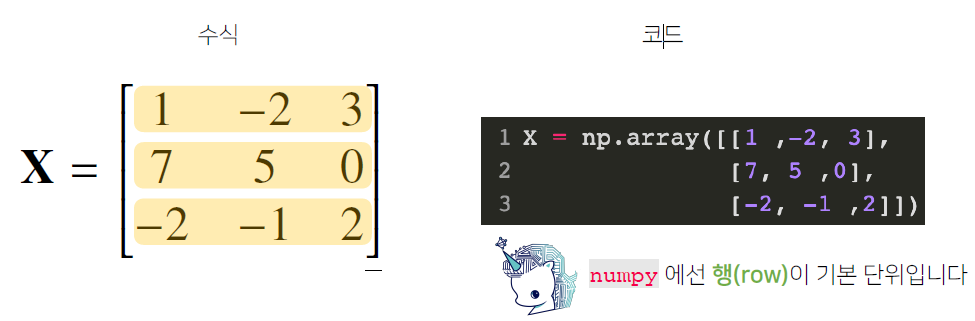 수식
코드
X = [1 −2 3
7 5 0
−2 −1 2]
1 X = np.array([[1 ,-2, 3],
2 [7, 5 ,0],
3 [-2, -1 ,2]])
numpy 에선 행(row)이 기본 단위입니다